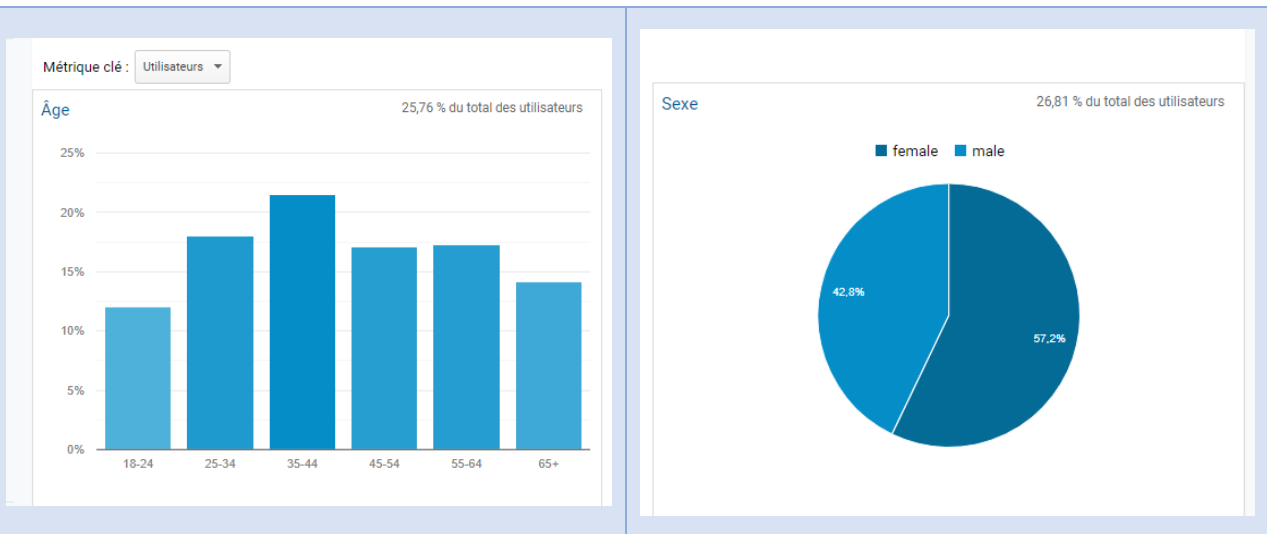 Métrique clé : Utilisateurs
Âge
25,76 % du total des utilisateurs
25%
20%
15%
10%
5%
0%
18-24 25-34 35-44 45-54 55-64 65+
Sexe
26,81 % du total des utilisateurs
female male
42,8%
57,2%